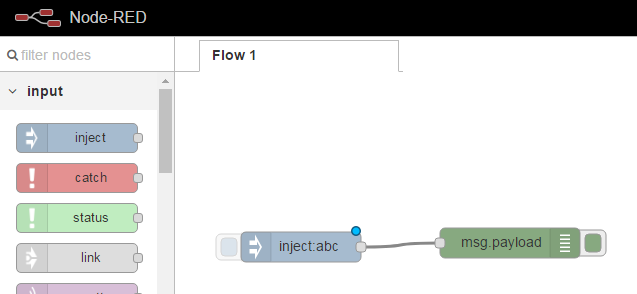 Node-RED
filter nodes
Flow 1
input
inject
catch
status
link
inject:abc
msg.payload